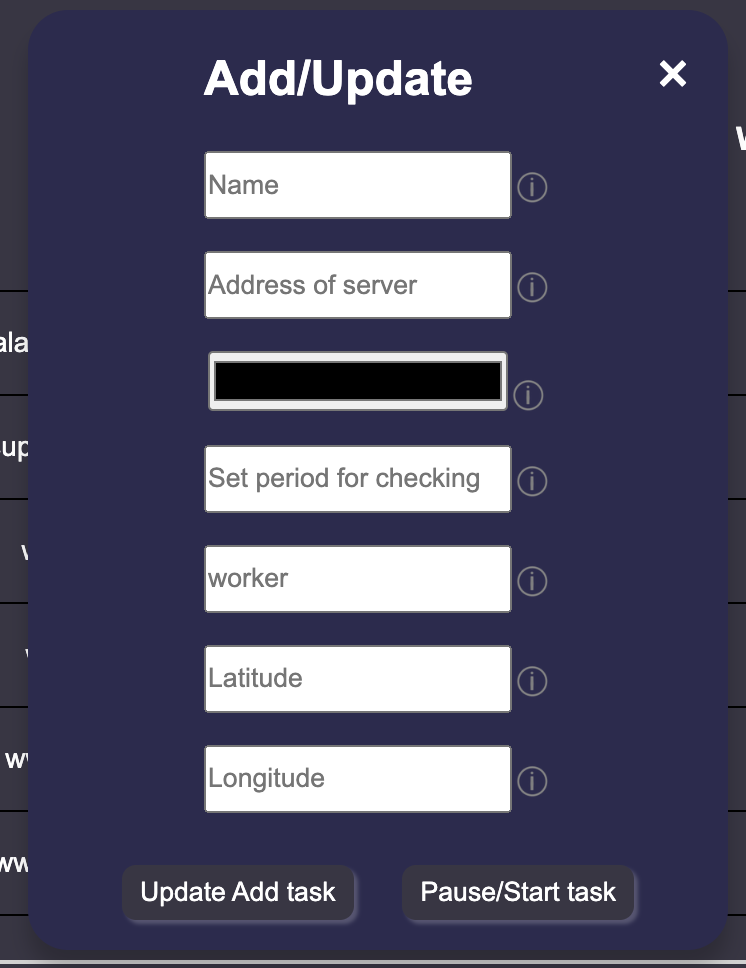 Add/Update
Name
Address of server
Set period for checking
worker
Latitude
Longitude
Update Add task
Pause/Start task